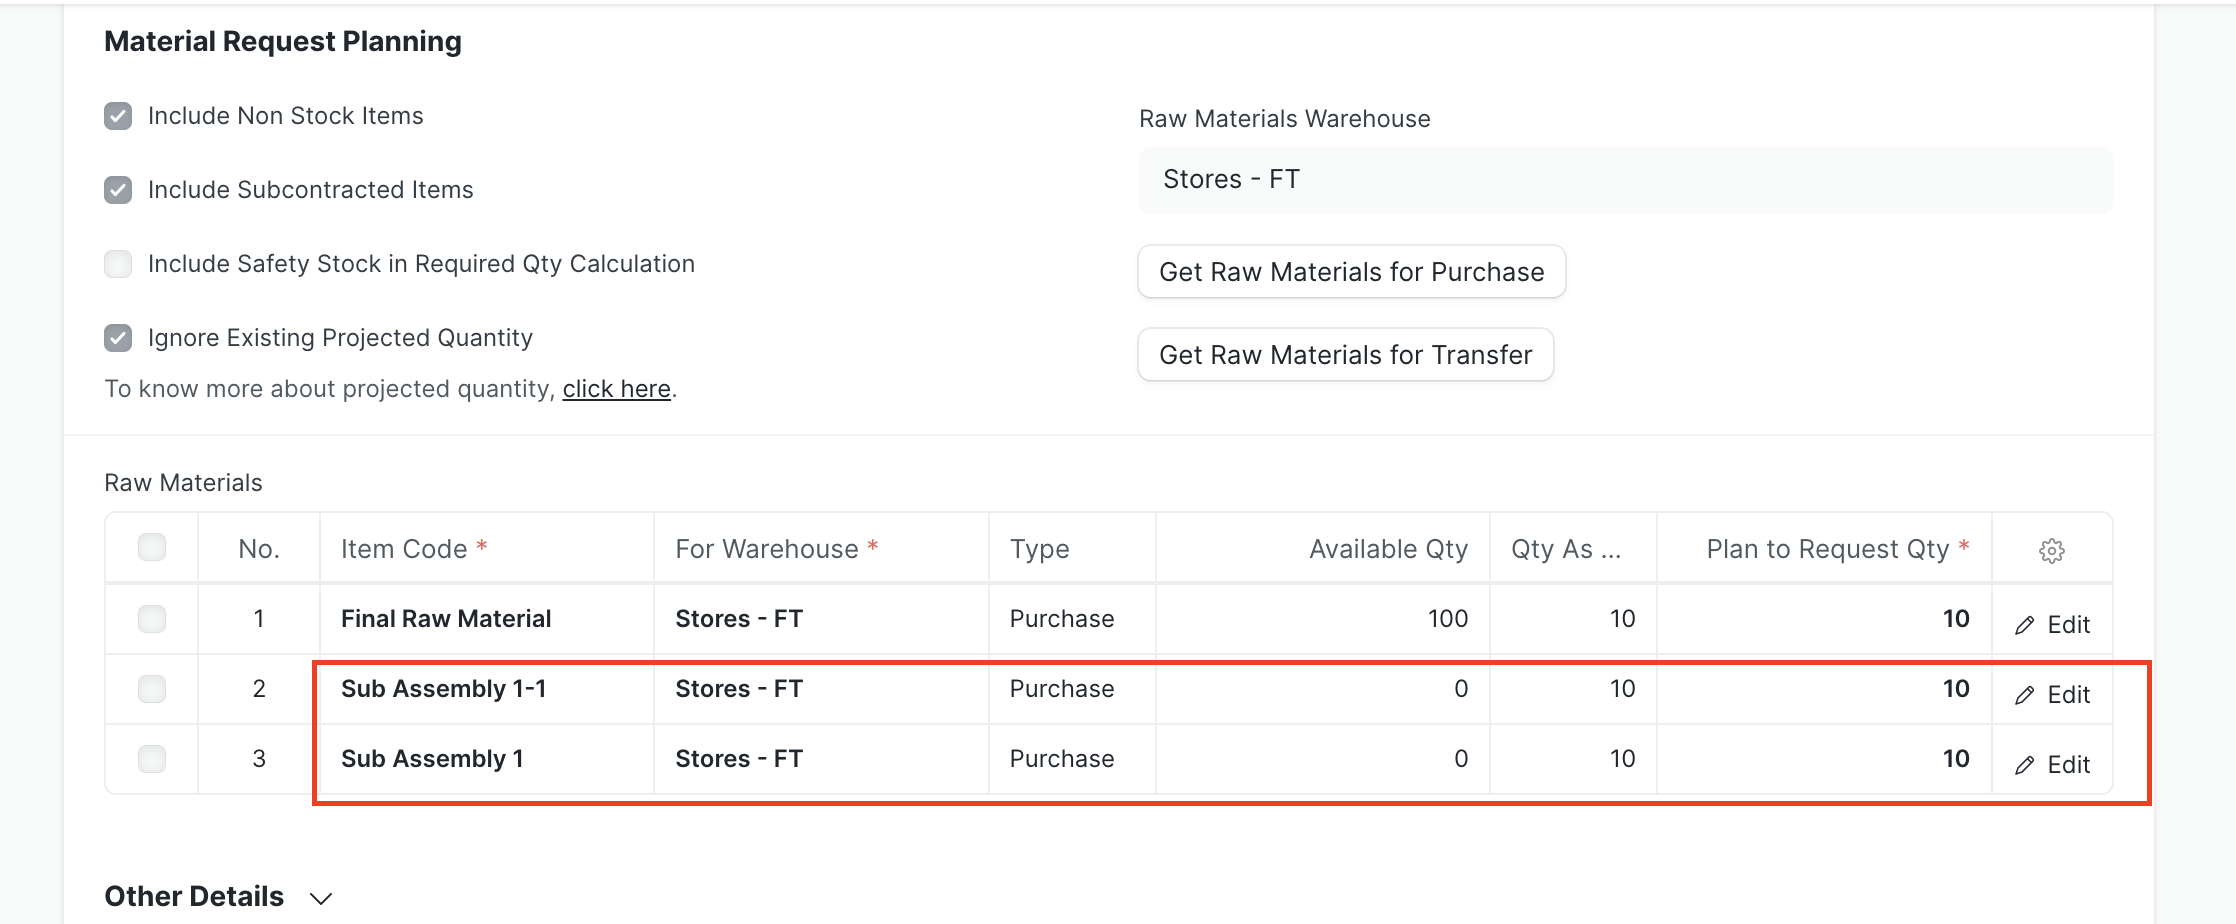 Material Request Planning
Include Non Stock Items
Include Subcontracted Items
Include Safety Stock in Required Qty Calculation
Ignore Existing Projected Quantity
To know more about projected quantity, click here.
Raw Materials Warehouse
Stores - FT
Get Raw Materials for Purchase
Get Raw Materials for Transfer
Raw Materials
No. Item Code * For Warehouse * Type Available Qty Qty As ... Plan to Request Qty *
1 Final Raw Material Stores - FT Purchase 100 10 10 Edit
2 Sub Assembly 1-1 Stores - FT Purchase 0 10 10 Edit
3 Sub Assembly 1 Stores - FT Purchase 0 10 10 Edit
Other Details